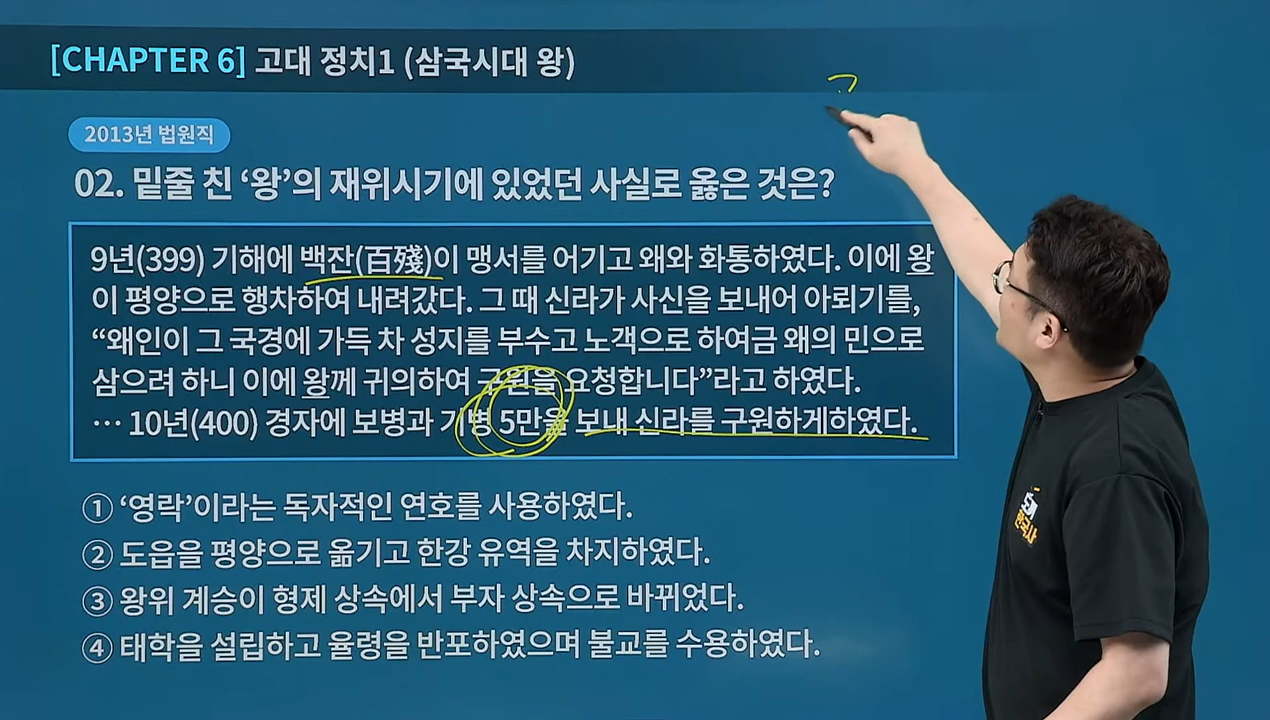 [CHAPTER 6] 고대 정치1 (삼국시대 왕)
2013년 법원직
02. 밑줄 친 ‘왕’의 재위시기에 있었던 사실로 옳은 것은?
9년(399) 기해에 백잔(百殘)이 맹서를 어기고 왜와 화통하였다. 이에 왕
이 평양으로 행차하여 내려갔다. 그 때 신라가 사신을 보내어 아뢰기를,
“왜인이 그 국경에 가득 차 성지를 부수고 노객으로 하여금 왜의 민으로
삼으려 하니 이에 왕께 귀의하여 구원을 요청합니다”라고 하였다.
… 10년(400) 경자에 보병과 기병 5만을 보내 신라를 구원하게하였다.
① ‘영락’이라는 독자적인 연호를 사용하였다.
② 도읍을 평양으로 옮기고 한강 유역을 차지하였다.
③ 왕위 계승이 형제 상속에서 부자 상속으로 바뀌었다.
④ 태학을 설립하고 율령을 반포하였으며 불교를 수용하였다.
한국사